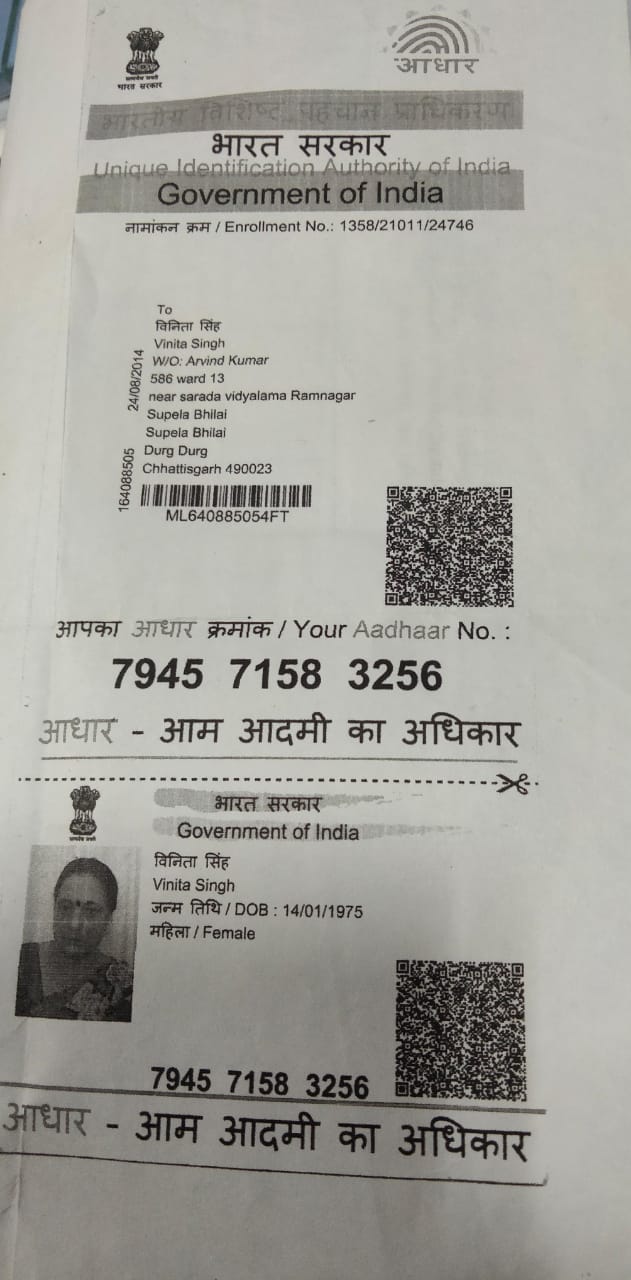 सत्यमेव जयते
भारत सरकार
आधार
भारतीय विशिष्ट पहचान प्राधिकरण
भारत सरकार
Unique Identification Authority of India
Government of India
नामांकन क्रम / Enrollment No.: 1358/21011/24746
To
विनिता सिंह
Vinita Singh
W/O: Arvind Kumar
586 ward 13
near sarada vidyalama Ramnagar
Supela Bhilai
Supela Bhilai
Durg Durg
Chhattisgarh 490023
24/08/2014
164088505
ML640885054FT
आपका आधार क्रमांक / Your Aadhaar No. :
7945 7158 3256
आधार - आम आदमी का अधिकार
सत्यमेव जयते
भारत सरकार
Government of India
विनिता सिंह
Vinita Singh
जन्म तिथि / DOB : 14/01/1975
महिला / Female
7945 7158 3256
आधार - आम आदमी का अधिकार